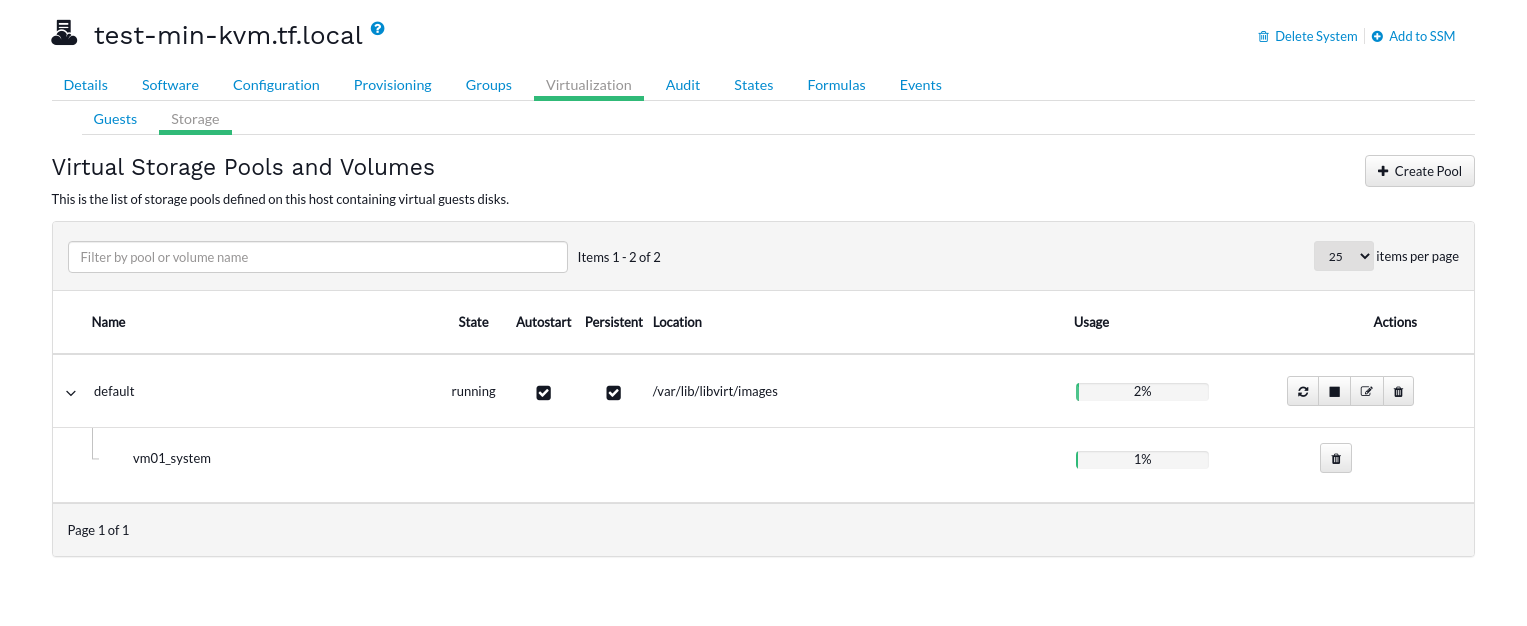 test-min-kvm.tf.local ?
Delete System Add to SSM
Details Software Configuration Provisioning Groups Virtualization Audit States Formulas Events
Guests Storage
Virtual Storage Pools and Volumes
Create Pool
This is the list of storage pools defined on this host containing virtual guests disks.
Filter by pool or volume name Items 1 - 2 of 2 25 items per page
Name State Autostart Persistent Location Usage Actions
default running /var/lib/libvirt/images 2%
vm01_system 1%
Page 1 of 1